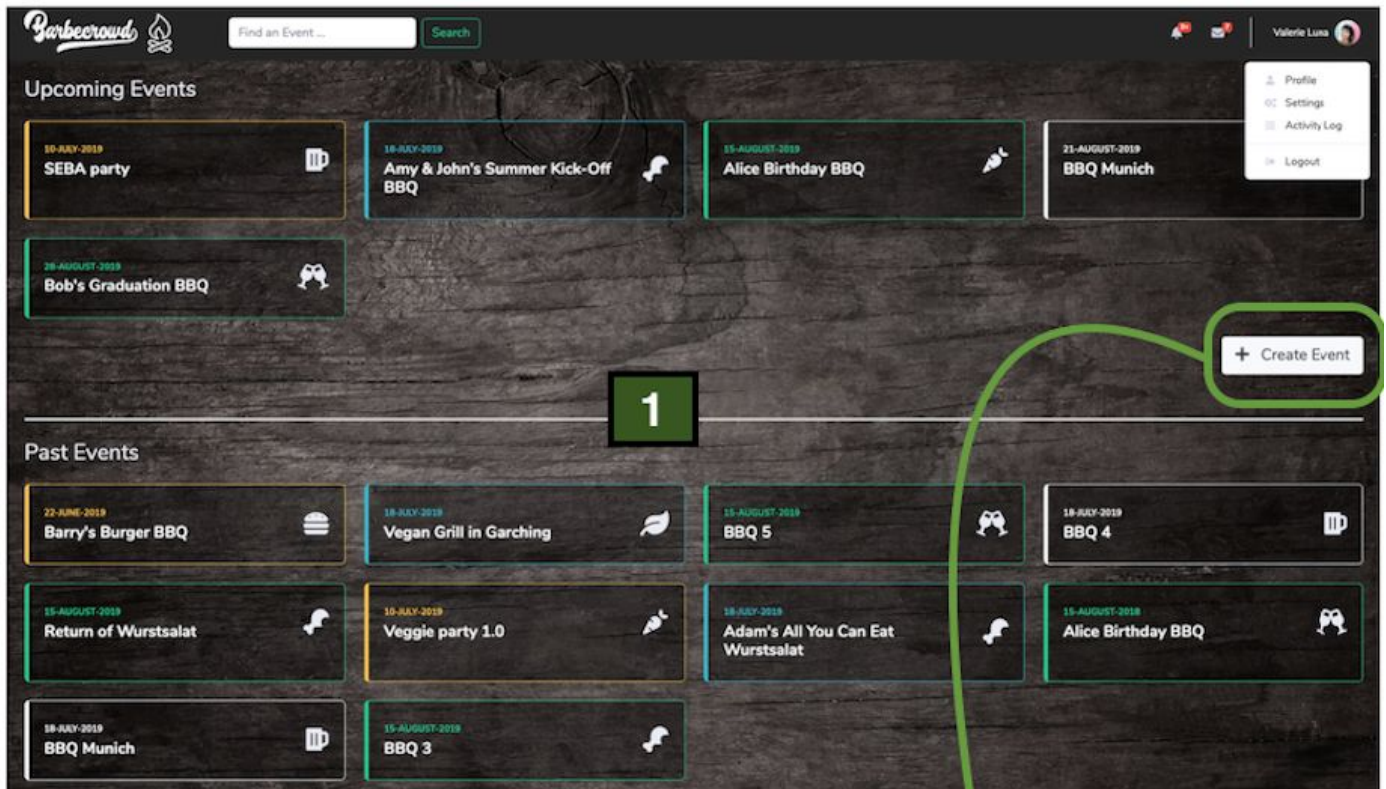 Barbecrowd
Find an Event ...
Search
9+
7
Valerie Luxa
Profile
Settings
Activity Log
Logout
Upcoming Events
10-JULY-2019
SEBA party
18-JULY-2019
Amy & John's Summer Kick-Off
BBQ
15-AUGUST-2019
Alice Birthday BBQ
21-AUGUST-2019
BBQ Munich
28-AUGUST-2019
Bob's Graduation BBQ
+ Create Event
1
Past Events
22-JUNE-2019
Barry's Burger BBQ
18-JULY-2019
Vegan Grill in Garching
15-AUGUST-2019
BBQ 5
18-JULY-2019
BBQ 4
15-AUGUST-2019
Return of Wurstsalat
10-JULY-2019
Veggie party 1.0
18-JULY-2019
Adam's All You Can Eat
Wurstsalat
15-AUGUST-2018
Alice Birthday BBQ
18-JULY-2019
BBQ Munich
15-AUGUST-2019
BBQ 3